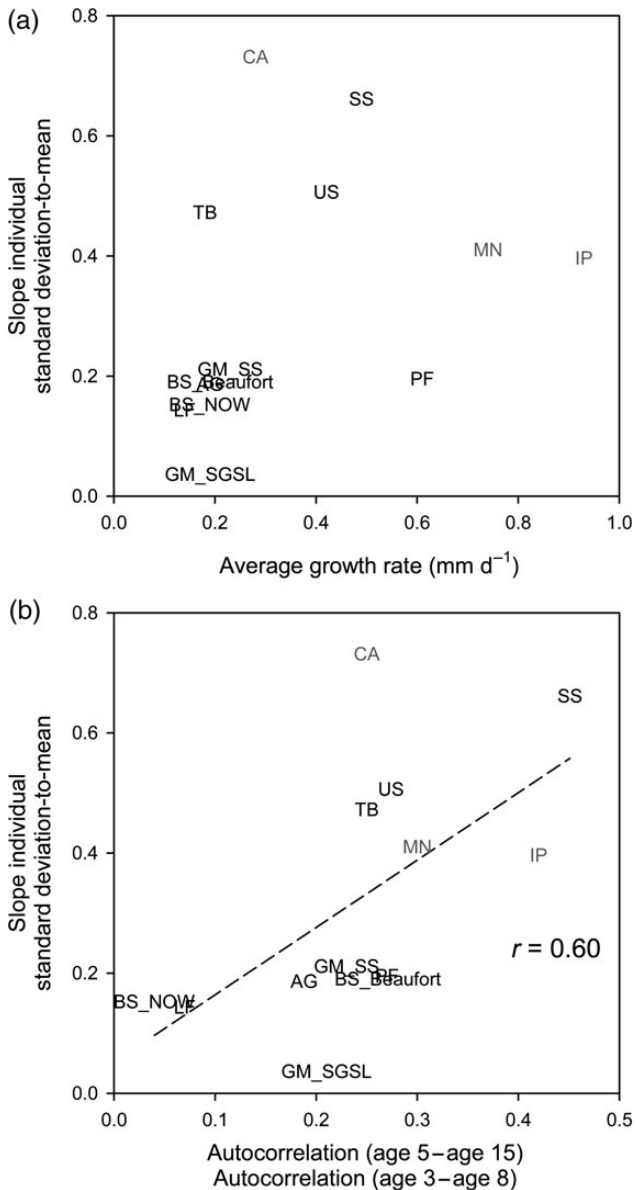 (a)
0.8
0.6
0.4
0.2
0.0
Slope individual
standard deviation-to-mean
CA
SS
US
TB
MN
IP
GM_SS
BS_Beaufort
AG
PF
BS_NOW
LF
GM_SGSL
0.0 0.2 0.4 0.6 0.8 1.0
Average growth rate (mm d⁻¹)
(b)
0.8
0.6
0.4
0.2
0.0
Slope individual
standard deviation-to-mean
CA
SS
US
TB
MN
IP
r = 0.60
GM_SS
PF
AG
BS_Beaufort
BS_NOW
LF
GM_SGSL
0.0 0.1 0.2 0.3 0.4 0.5
Autocorrelation (age 5–age 15)
Autocorrelation (age 3–age 8)